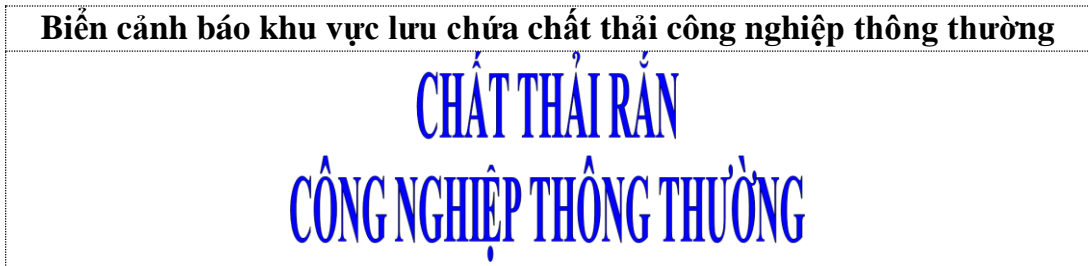 Biển cảnh báo khu vực lưu chứa chất thải công nghiệp thông thường
CHẤT THẢI RẮN
CÔNG NGHIỆP THÔNG THƯỜNG